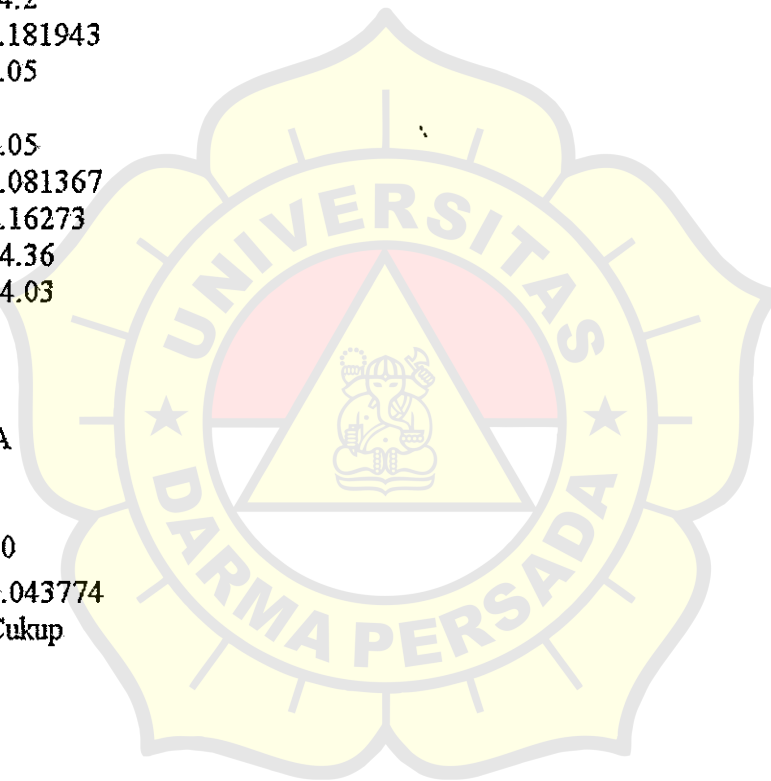 4.2
.181943
.05
.05
.081367
.16273
4.36
4.03
A
0
.043774
Cukup
UNIVERSITAS
DARMA PERSADA